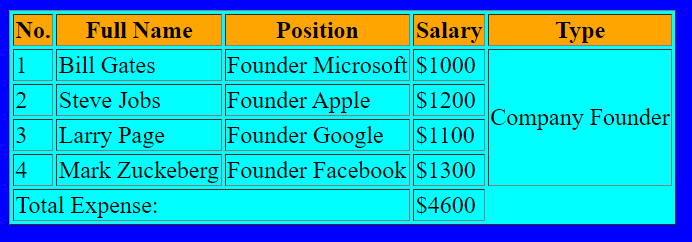 No. Full Name Position Salary Type
1 Bill Gates Founder Microsoft $1000 Company Founder
2 Steve Jobs Founder Apple $1200
3 Larry Page Founder Google $1100
4 Mark Zuckeberg Founder Facebook $1300
Total Expense: $4600